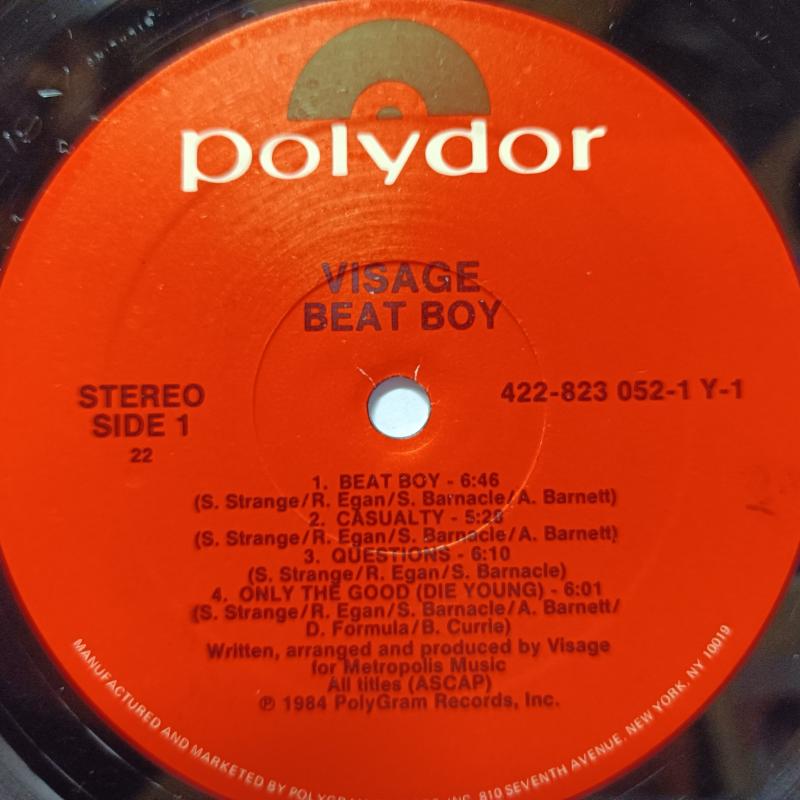 polydor
VISAGE
BEAT BOY
STEREO
SIDE 1
22
422-823 052-1 Y-1
1. BEAT BOY - 6:46
(S. Strange/R. Egan/S. Barnacle/A. Barnett)
2. CASUALTY - 5:28
(S. Strange/R. Egan/S. Barnacle/A. Barnett)
3. QUESTIONS - 6:10
(S. Strange/R. Egan/S. Barnacle)
4. ONLY THE GOOD (DIE YOUNG) - 6:01
(S. Strange/R. Egan/S. Barnacle/A. Barnett/
D. Formula/B. Currie)
Written, arranged and produced by Visage
for Metropolis Music
All titles (ASCAP)
℗ 1984 PolyGram Records, Inc.
MANUFACTURED AND MARKETED BY 810 SEVENTH AVENUE, NEW YORK, NY 10019